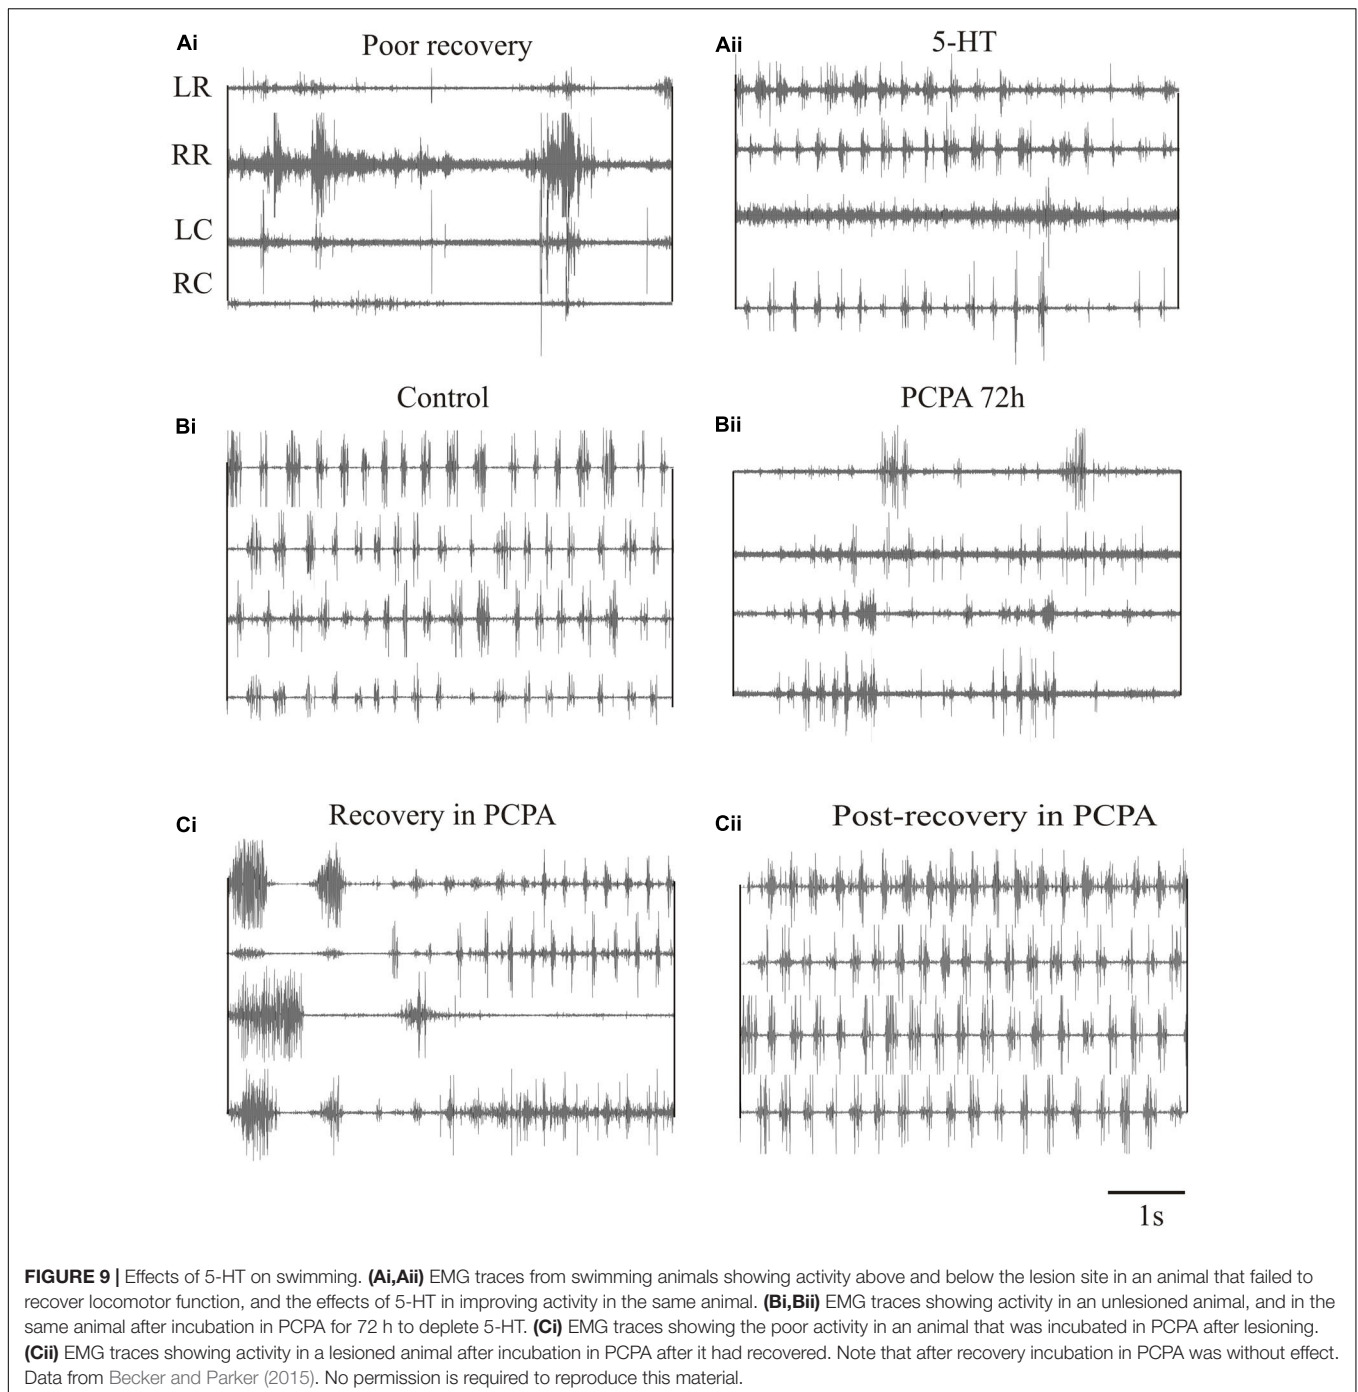 Ai
Poor recovery
LR
RR
LC
RC
Aii
5-HT
Bi
Control
Bii
PCPA 72h
Ci
Recovery in PCPA
Cii
Post-recovery in PCPA
1s
FIGURE 9 | Effects of 5-HT on swimming. (Ai,Aii) EMG traces from swimming animals showing activity above and below the lesion site in an animal that failed to
recover locomotor function, and the effects of 5-HT in improving activity in the same animal. (Bi,Bii) EMG traces showing activity in an unlesioned animal, and in the
same animal after incubation in PCPA for 72 h to deplete 5-HT. (Ci) EMG traces showing the poor activity in an animal that was incubated in PCPA after lesioning.
(Cii) EMG traces showing activity in a lesioned animal after incubation in PCPA after it had recovered. Note that after recovery incubation in PCPA was without effect.
Data from Becker and Parker (2015). No permission is required to reproduce this material.